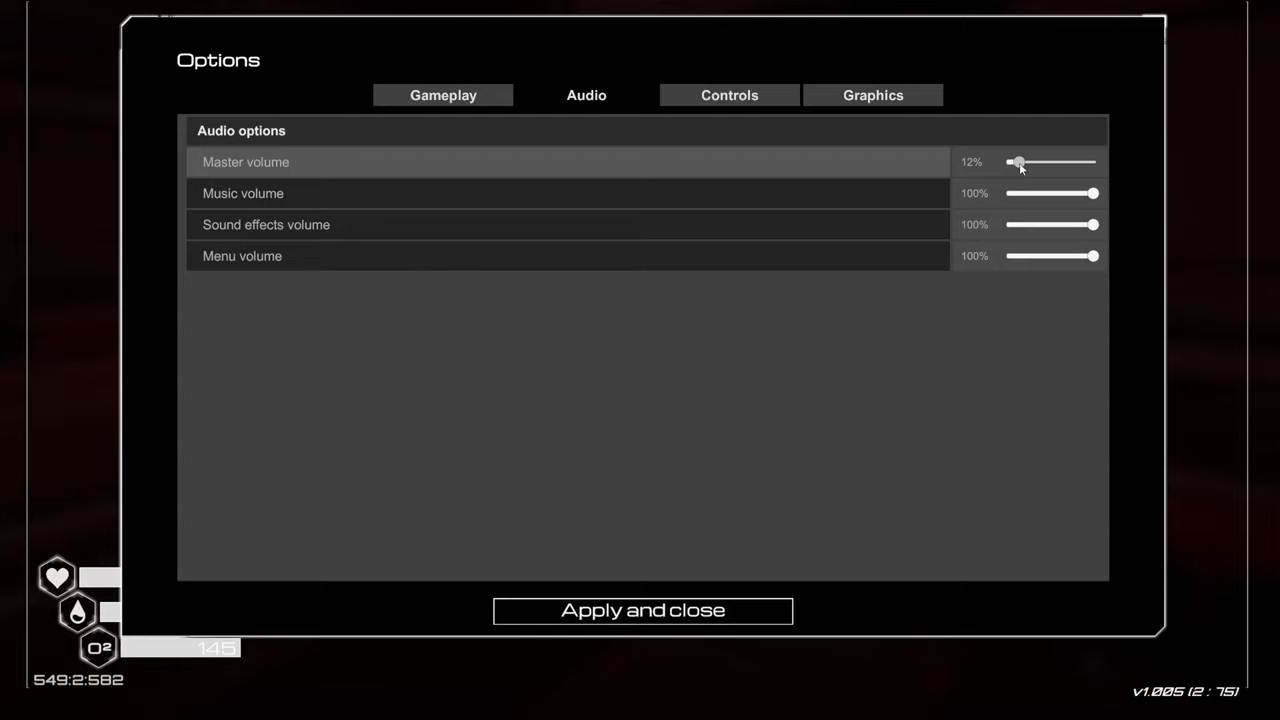 Options
Gameplay Audio Controls Graphics
Audio options
Master volume 12%
Music volume 100%
Sound effects volume 100%
Menu volume 100%
Apply and close
O²
145
549:2:582
v1.005 (2 : 75)